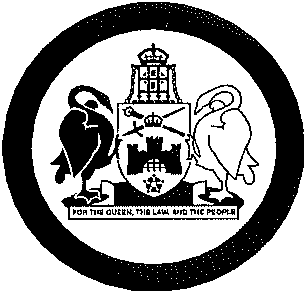 FOR THE QUEEN, THE LAW, AND THE PEOPLE